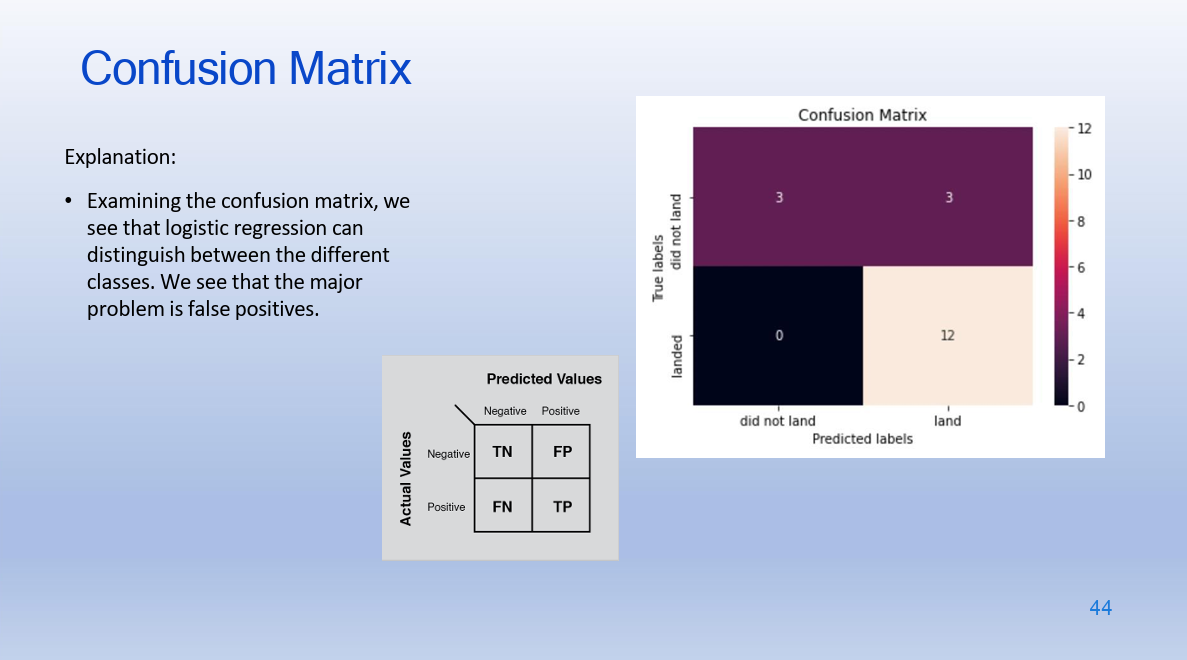 Confusion Matrix
Explanation:
• Examining the confusion matrix, we
see that logistic regression can
distinguish between the different
classes. We see that the major
problem is false positives.
Predicted Values
Negative Positive
Actual Values
Negative TN FP
Positive FN TP
Confusion Matrix
True labels
did not land 3 3
landed 0 12
did not land land
Predicted labels
12
10
8
6
4
2
0
44